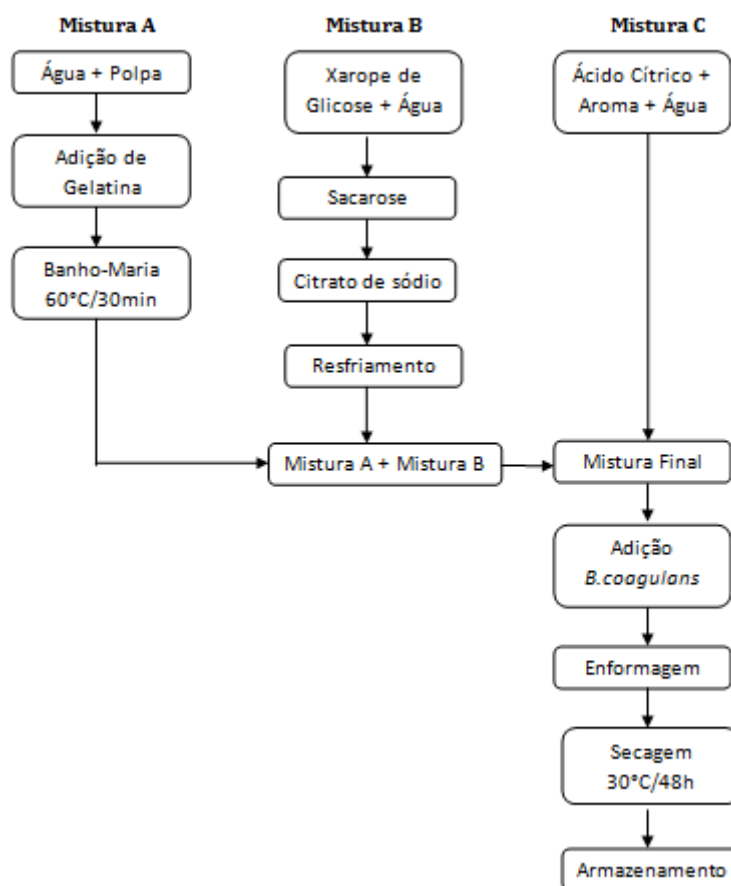 Mistura A
Mistura B
Mistura C
Água + Polpa
Adição de
Gelatina
Banho-Maria
60°C/30min
Xarope de
Glicose + Água
Sacarose
Citrato de sódio
Resfriamento
Mistura A + Mistura B
Ácido Cítrico +
Aroma + Água
Mistura Final
Adição
B.coagulans
Enformagem
Secagem
30°C/48h
Armazenamento